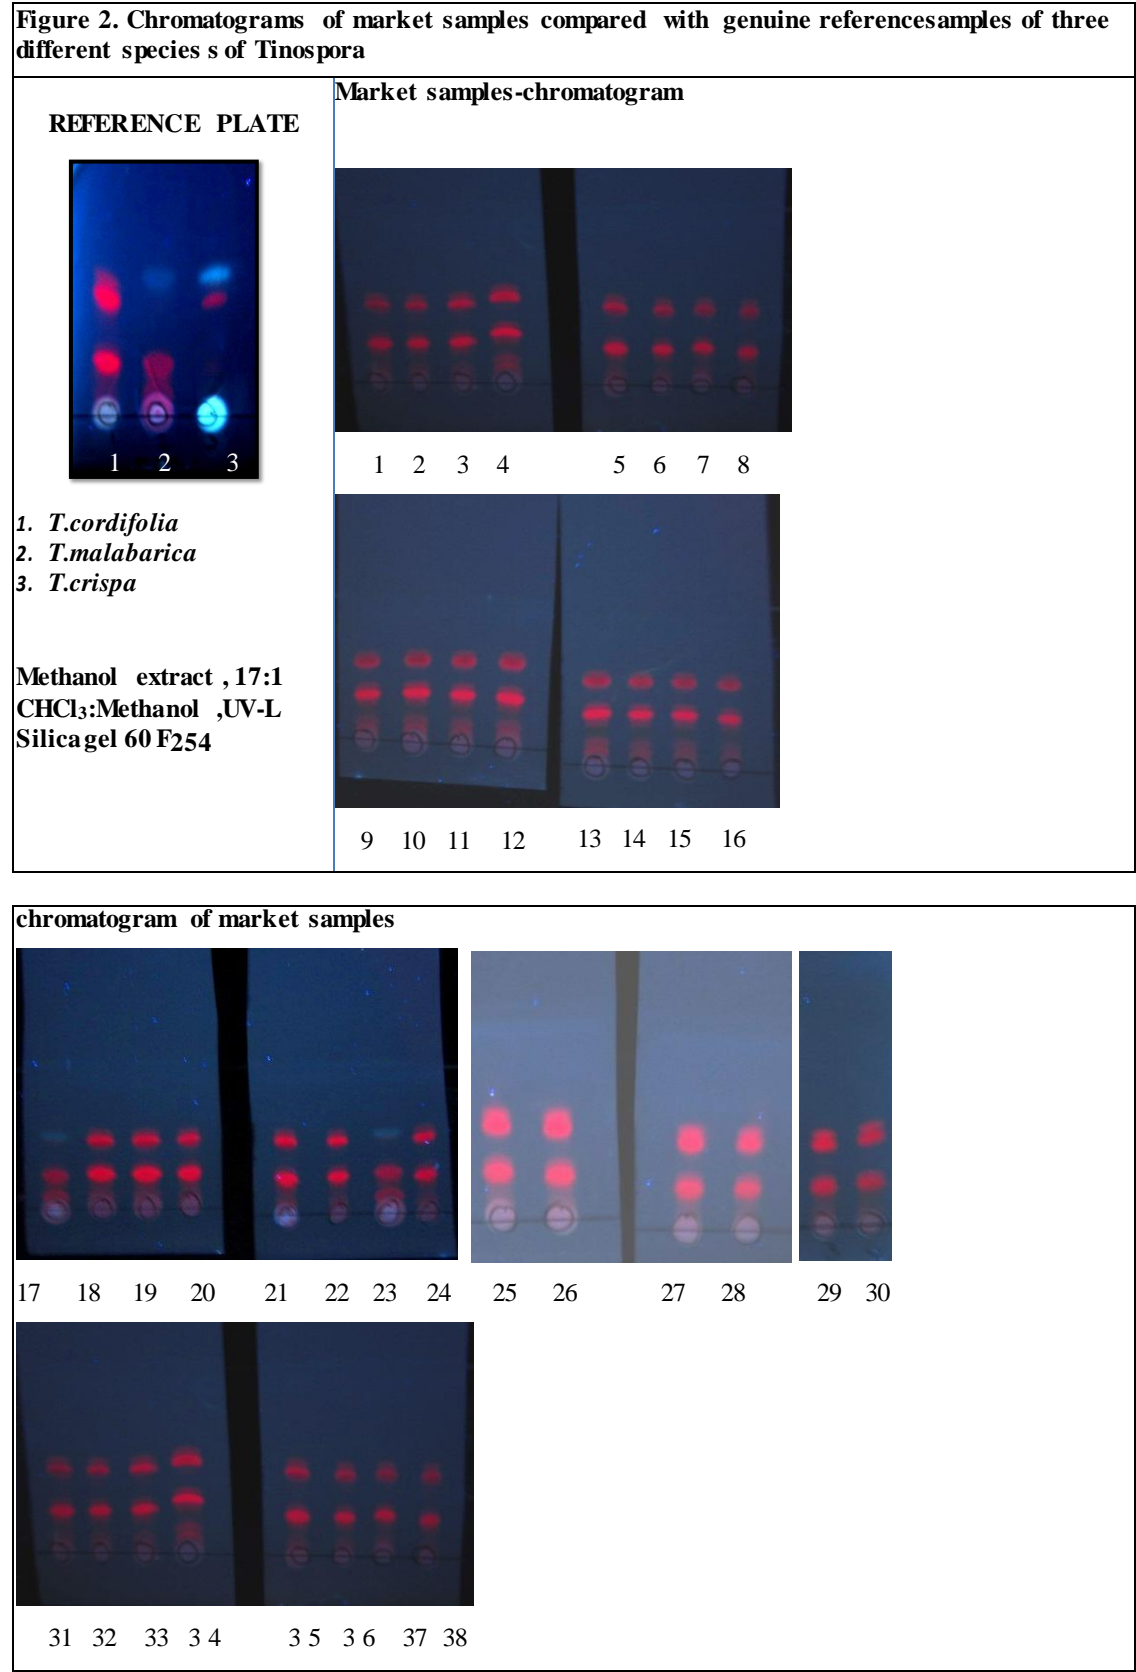 Figure 2. Chromatograms of market samples compared with genuine referencesamples of three
different species s of Tinospora
REFERENCE PLATE
1 2 3
1. T.cordifolia
2. T.malabarica
3. T.crispa
Methanol extract , 17:1
CHCl3:Methanol ,UV-L
Silica gel 60 F254
Market samples-chromatogram
1 2 3 4 5 6 7 8
9 10 11 12 13 14 15 16
chromatogram of market samples
17 18 19 20 21 22 23 24 25 26 27 28 29 30
31 32 33 3 4 3 5 3 6 37 38